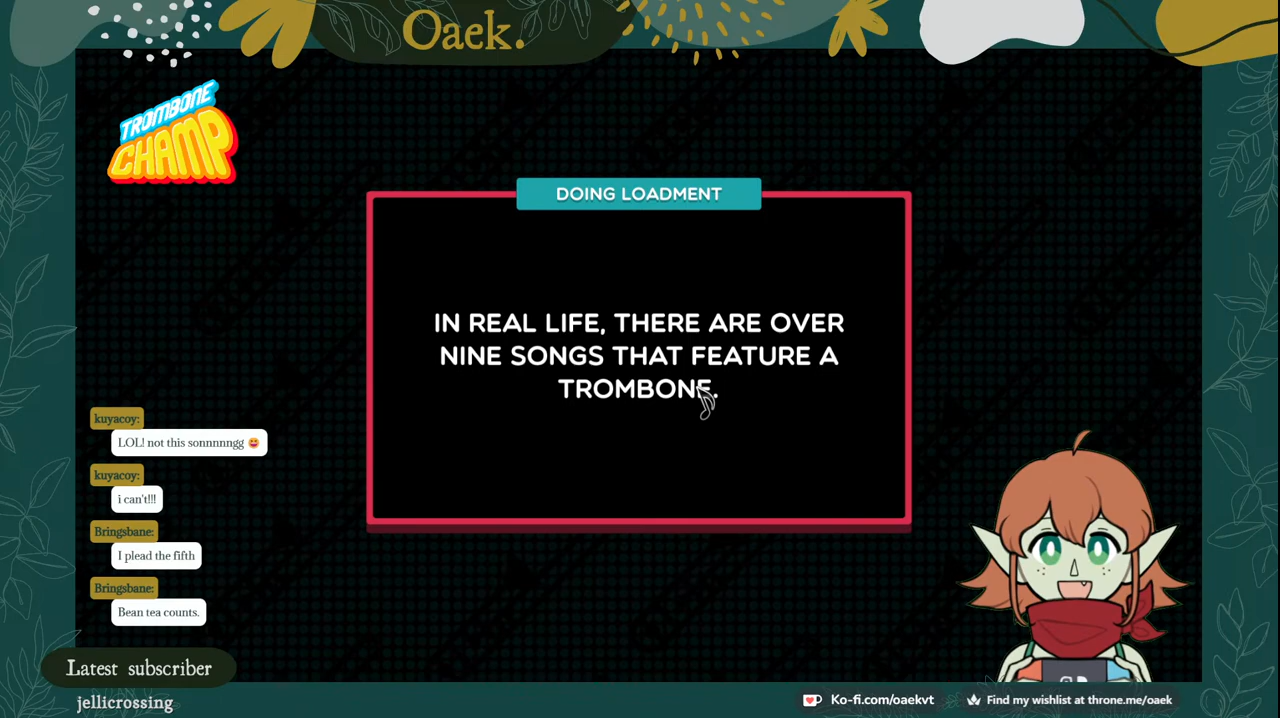 Oaek.
TROMBONE
CHAMP
DOING LOADMENT
IN REAL LIFE, THERE ARE OVER
NINE SONGS THAT FEATURE A
TROMBONE.
kuyacoy:
LOL! not this sonnnnngg 😆
kuyacoy:
i can't!!!
Bringsbane:
I plead the fifth
Bringsbane:
Bean tea counts.
Latest subscriber
jellicrossing
Ko-fi.com/oaekvt
Find my wishlist at throne.me/oaek